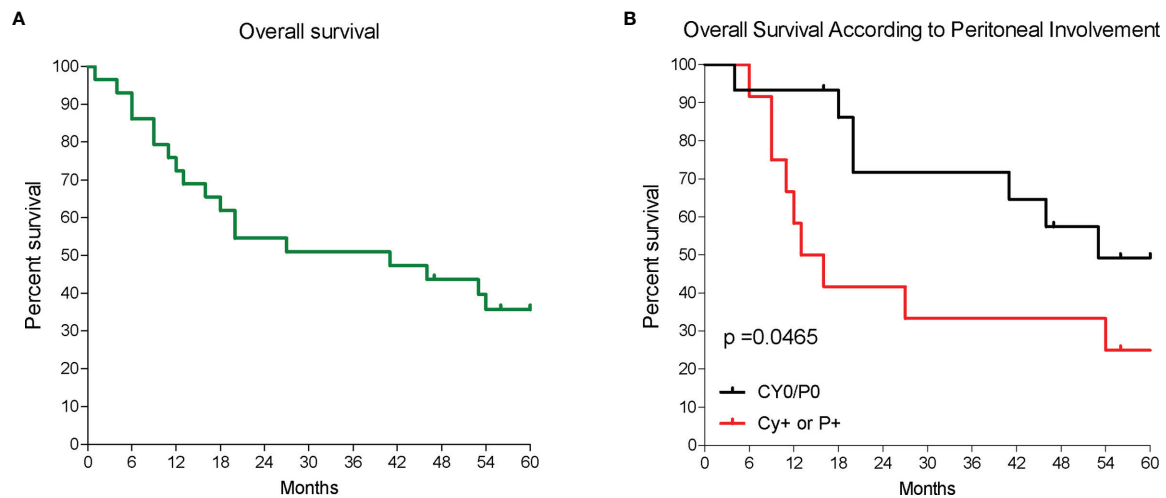 A
Overall survival
Percent survival
100
90
80
70
60
50
40
30
20
10
0
0 6 12 18 24 30 36 42 48 54 60
Months
B
Overall Survival According to Peritoneal Involvement
Percent survival
100
90
80
70
60
50
40
30
20
10
0
p =0.0465
CY0/P0
Cy+ or P+
0 6 12 18 24 30 36 42 48 54 60
Months